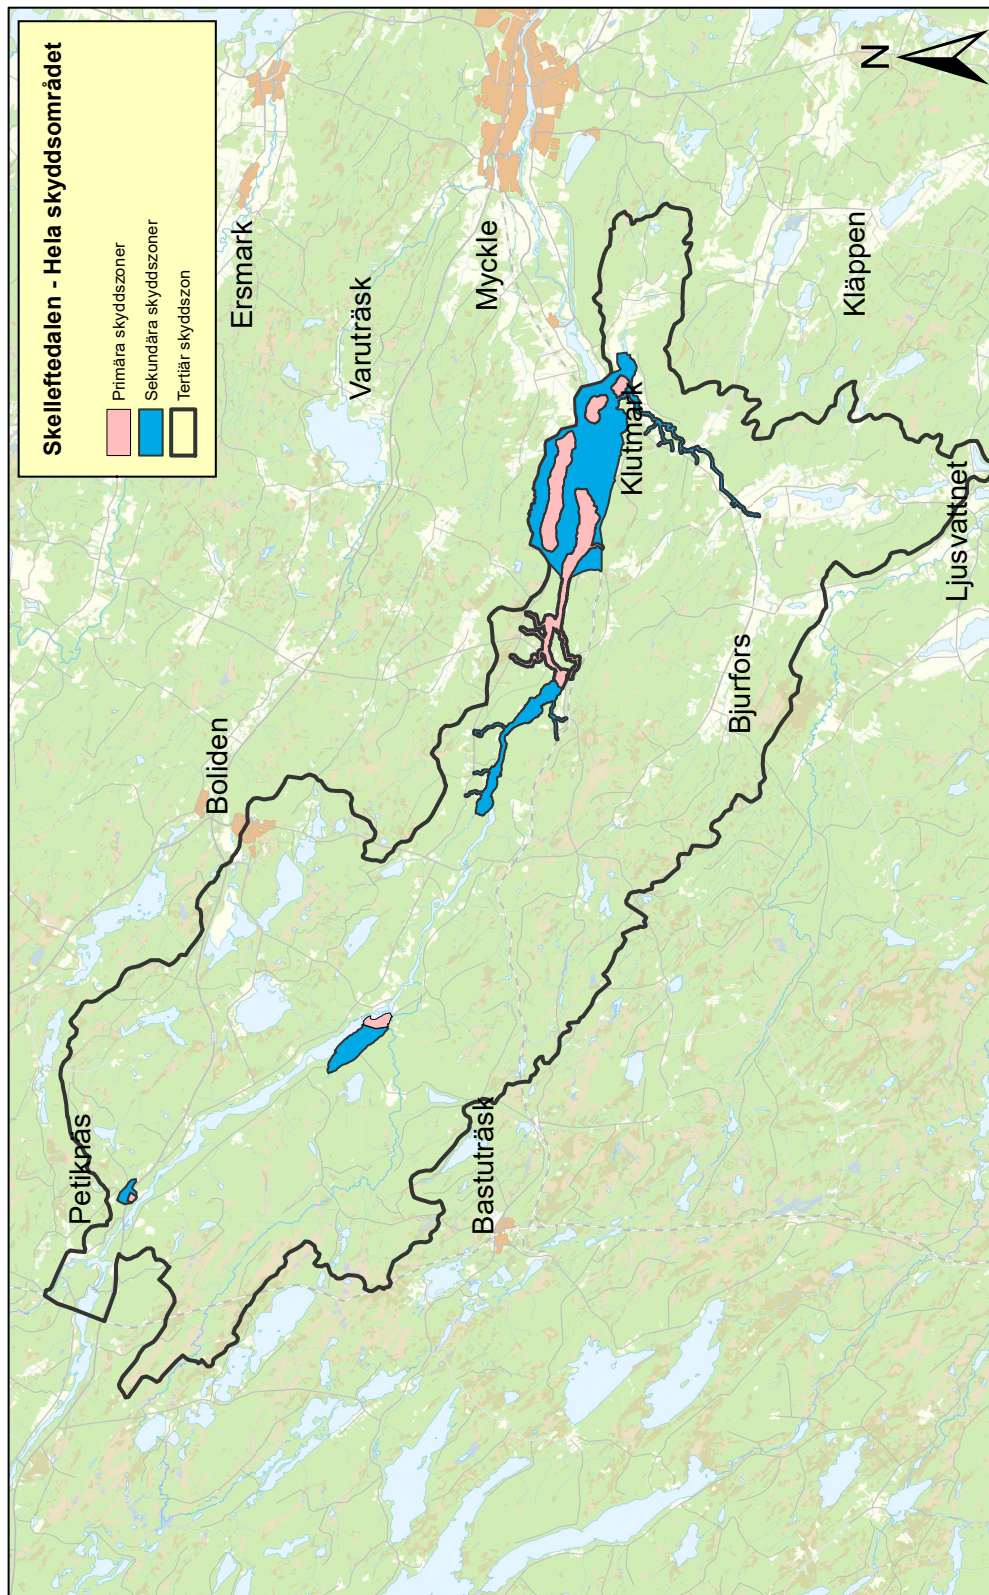 Skelleftedalen - Hela skyddsområdet
Primära skyddszoner
Sekundära skyddszoner
Tertiär skyddszon
N
Petiknäs
Boliden
Ersmark
Varuträsk
Bastuträsk
Myckle
Klutmark
Bjurfors
Kläppen
Ljusvattnet